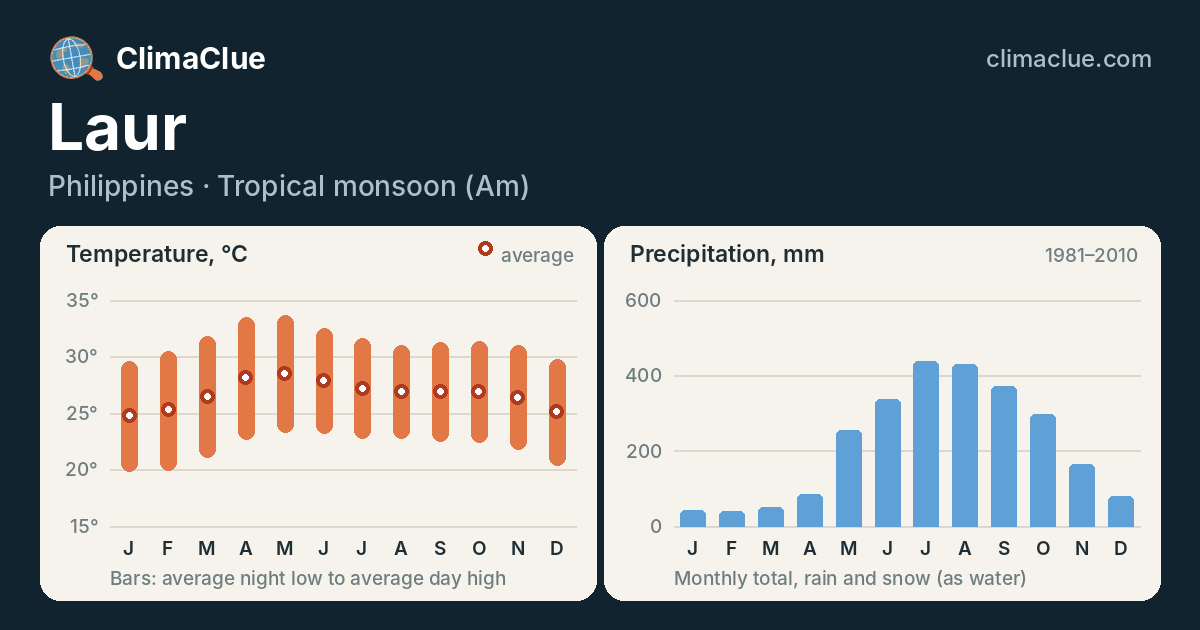 ClimaClue
climaclue.com
Laur
Philippines · Tropical monsoon (Am)
Temperature, °C
average
35°
30°
25°
20°
15°
J F M A M J J A S O N D
Bars: average night low to average day high
Precipitation, mm
1981–2010
600
400
200
0
J F M A M J J A S O N D
Monthly total, rain and snow (as water)